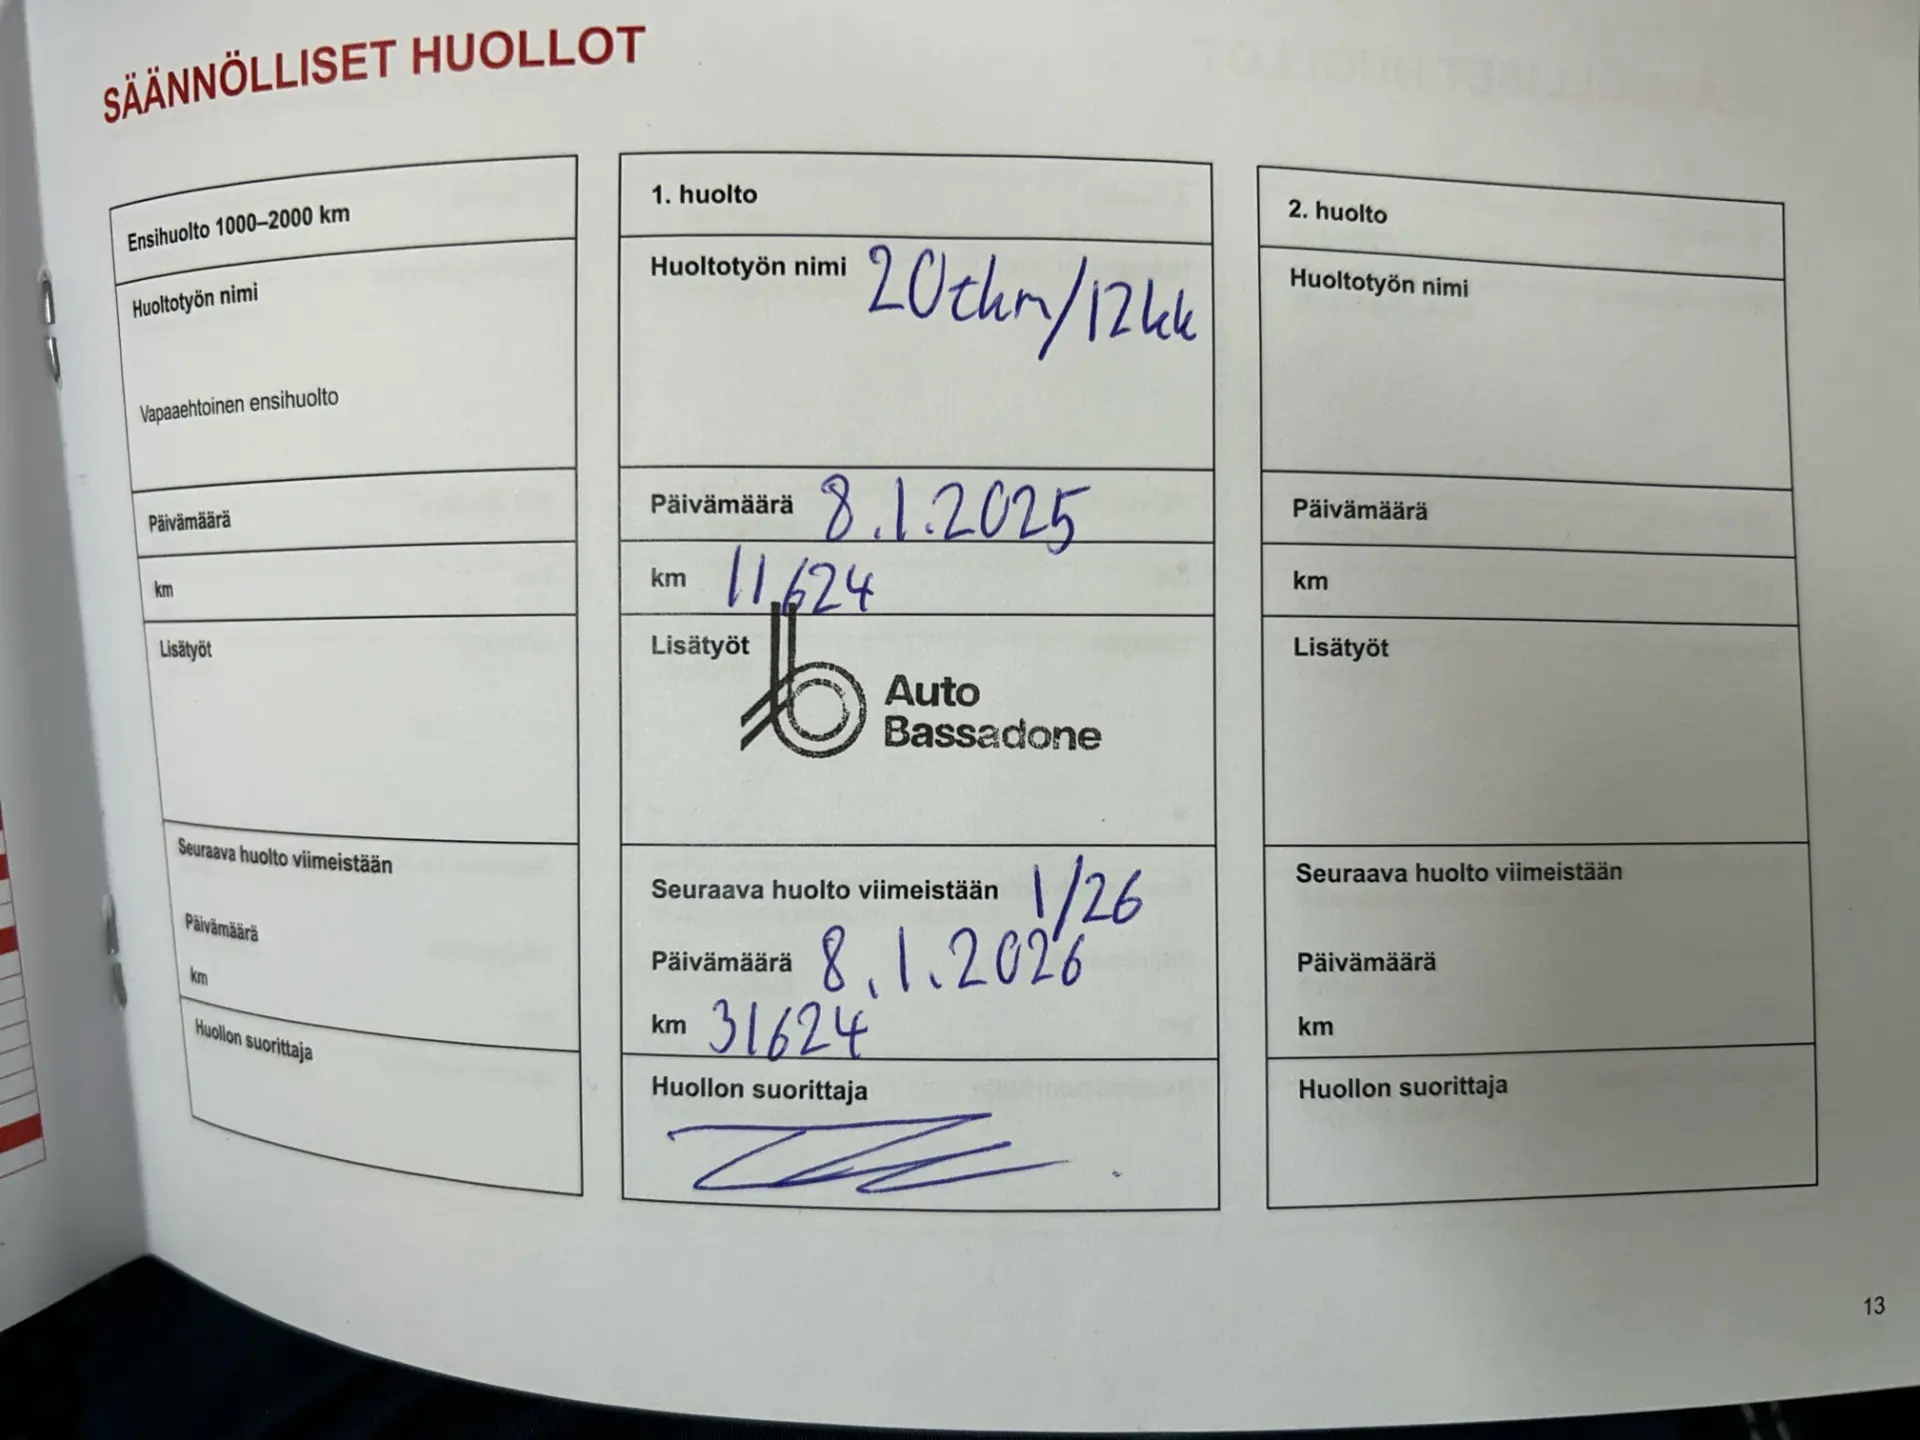 SÄÄNNÖLLISET HUOLLOT
Ensihuolto 1000–2000 km
Huoltotyön nimi
Vapaaehtoinen ensihuolto
Päivämäärä
km
Lisätyöt
Seuraava huolto viimeistään
Päivämäärä
km
Huollon suorittaja
1. huolto
Huoltotyön nimi 20tkm/12kk
Päivämäärä 8.1.2025
km 11624
Lisätyöt
Auto
Bassadone
Seuraava huolto viimeistään 1/26
Päivämäärä 8.1.2026
km 31624
Huollon suorittaja
2. huolto
Huoltotyön nimi
Päivämäärä
km
Lisätyöt
Seuraava huolto viimeistään
Päivämäärä
km
Huollon suorittaja
13